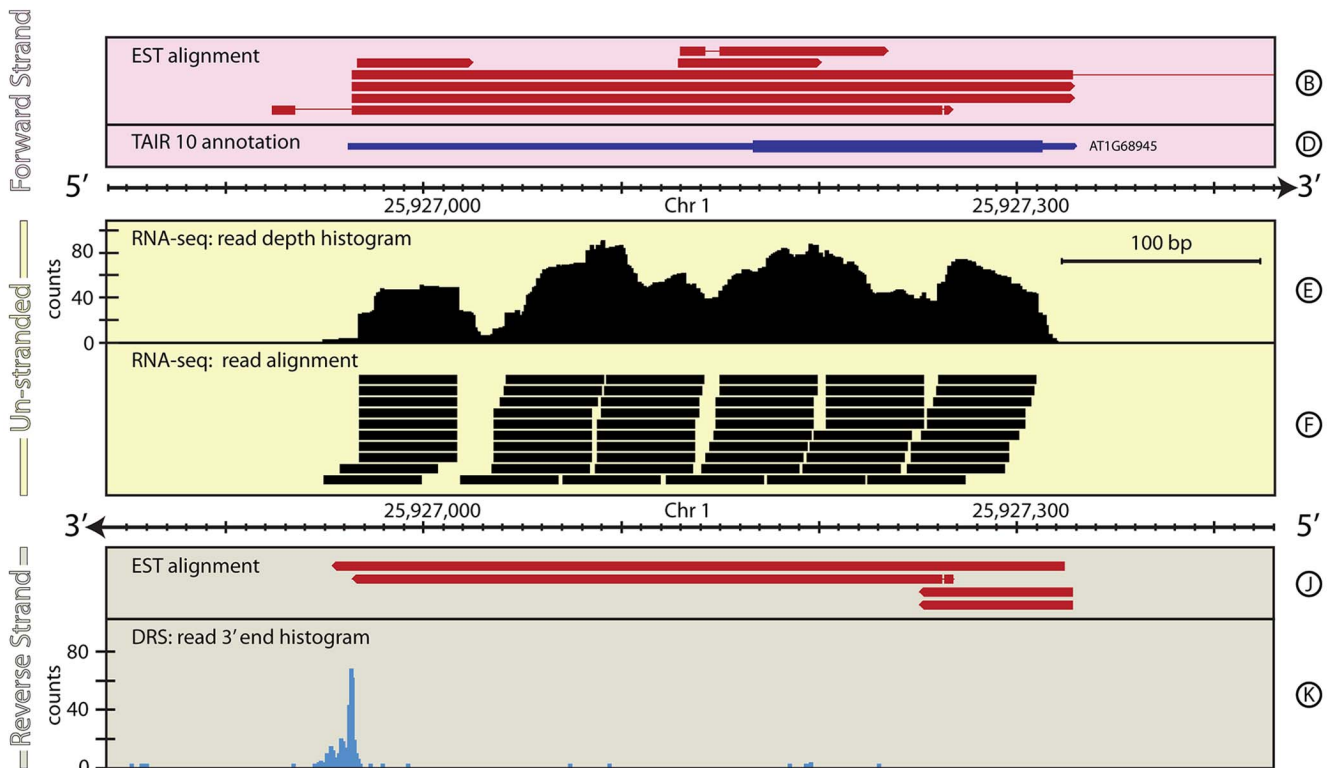 Forward Strand
EST alignment
B
TAIR 10 annotation
AT1G68945
D
5′
3′
25,927,000 Chr 1 25,927,300
Un-stranded
RNA-seq: read depth histogram
100 bp
counts
80
40
0
E
RNA-seq: read alignment
F
25,927,000 Chr 1 25,927,300
3′
5′
Reverse Strand
EST alignment
J
DRS: read 3′ end histogram
counts
80
40
0
K